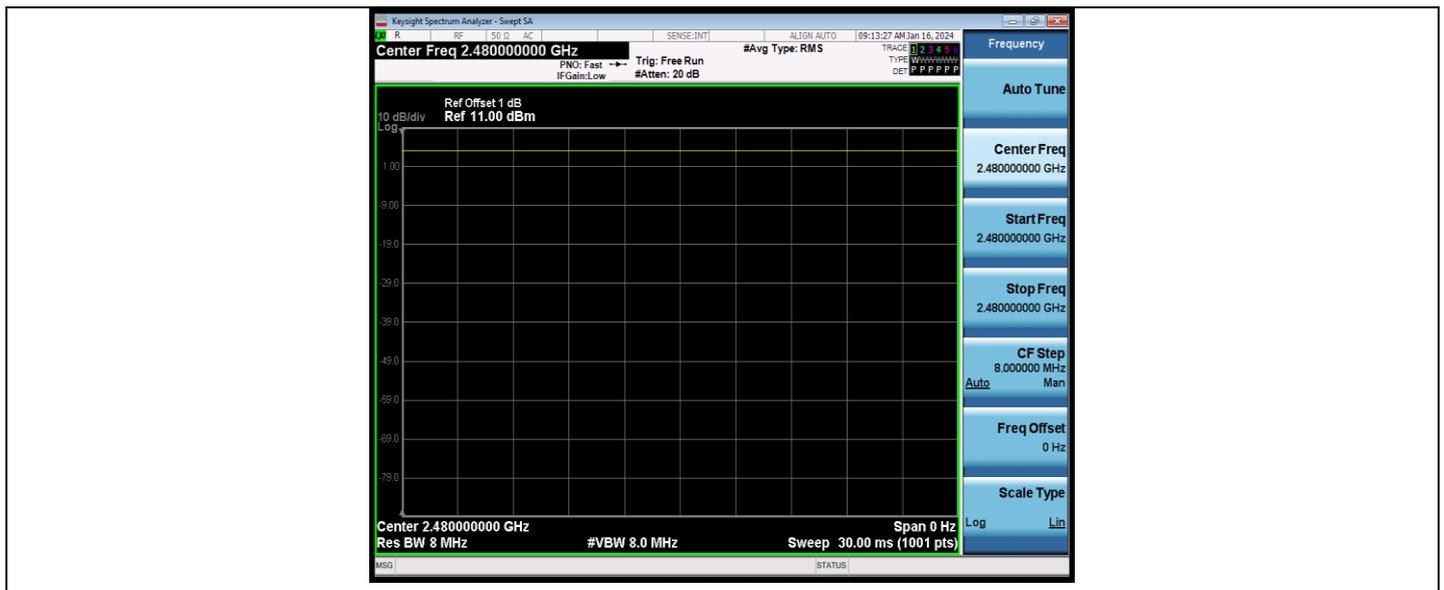 Keysight Spectrum Analyzer - Swept SA
R RF 50 Ω AC SENSE:INT ALIGN AUTO 09:13:27 AM Jan 16, 2024
Center Freq 2.480000000 GHz
PNO: Fast
IFGain:Low
Trig: Free Run
#Atten: 20 dB
#Avg Type: RMS
TRACE 1 2 3 4 5 6
TYPE W
DET P P P P P P
10 dB/div
Log
Ref Offset 1 dB
Ref 11.00 dBm
1.00
-9.00
-19.0
-29.0
-39.0
-49.0
-59.0
-69.0
-79.0
Center 2.480000000 GHz
Span 0 Hz
Res BW 8 MHz
#VBW 8.0 MHz
Sweep 30.00 ms (1001 pts)
MSG
STATUS
Frequency
Auto Tune
Center Freq
2.480000000 GHz
Start Freq
2.480000000 GHz
Stop Freq
2.480000000 GHz
CF Step
8.000000 MHz
Auto Man
Freq Offset
0 Hz
Scale Type
Log Lin